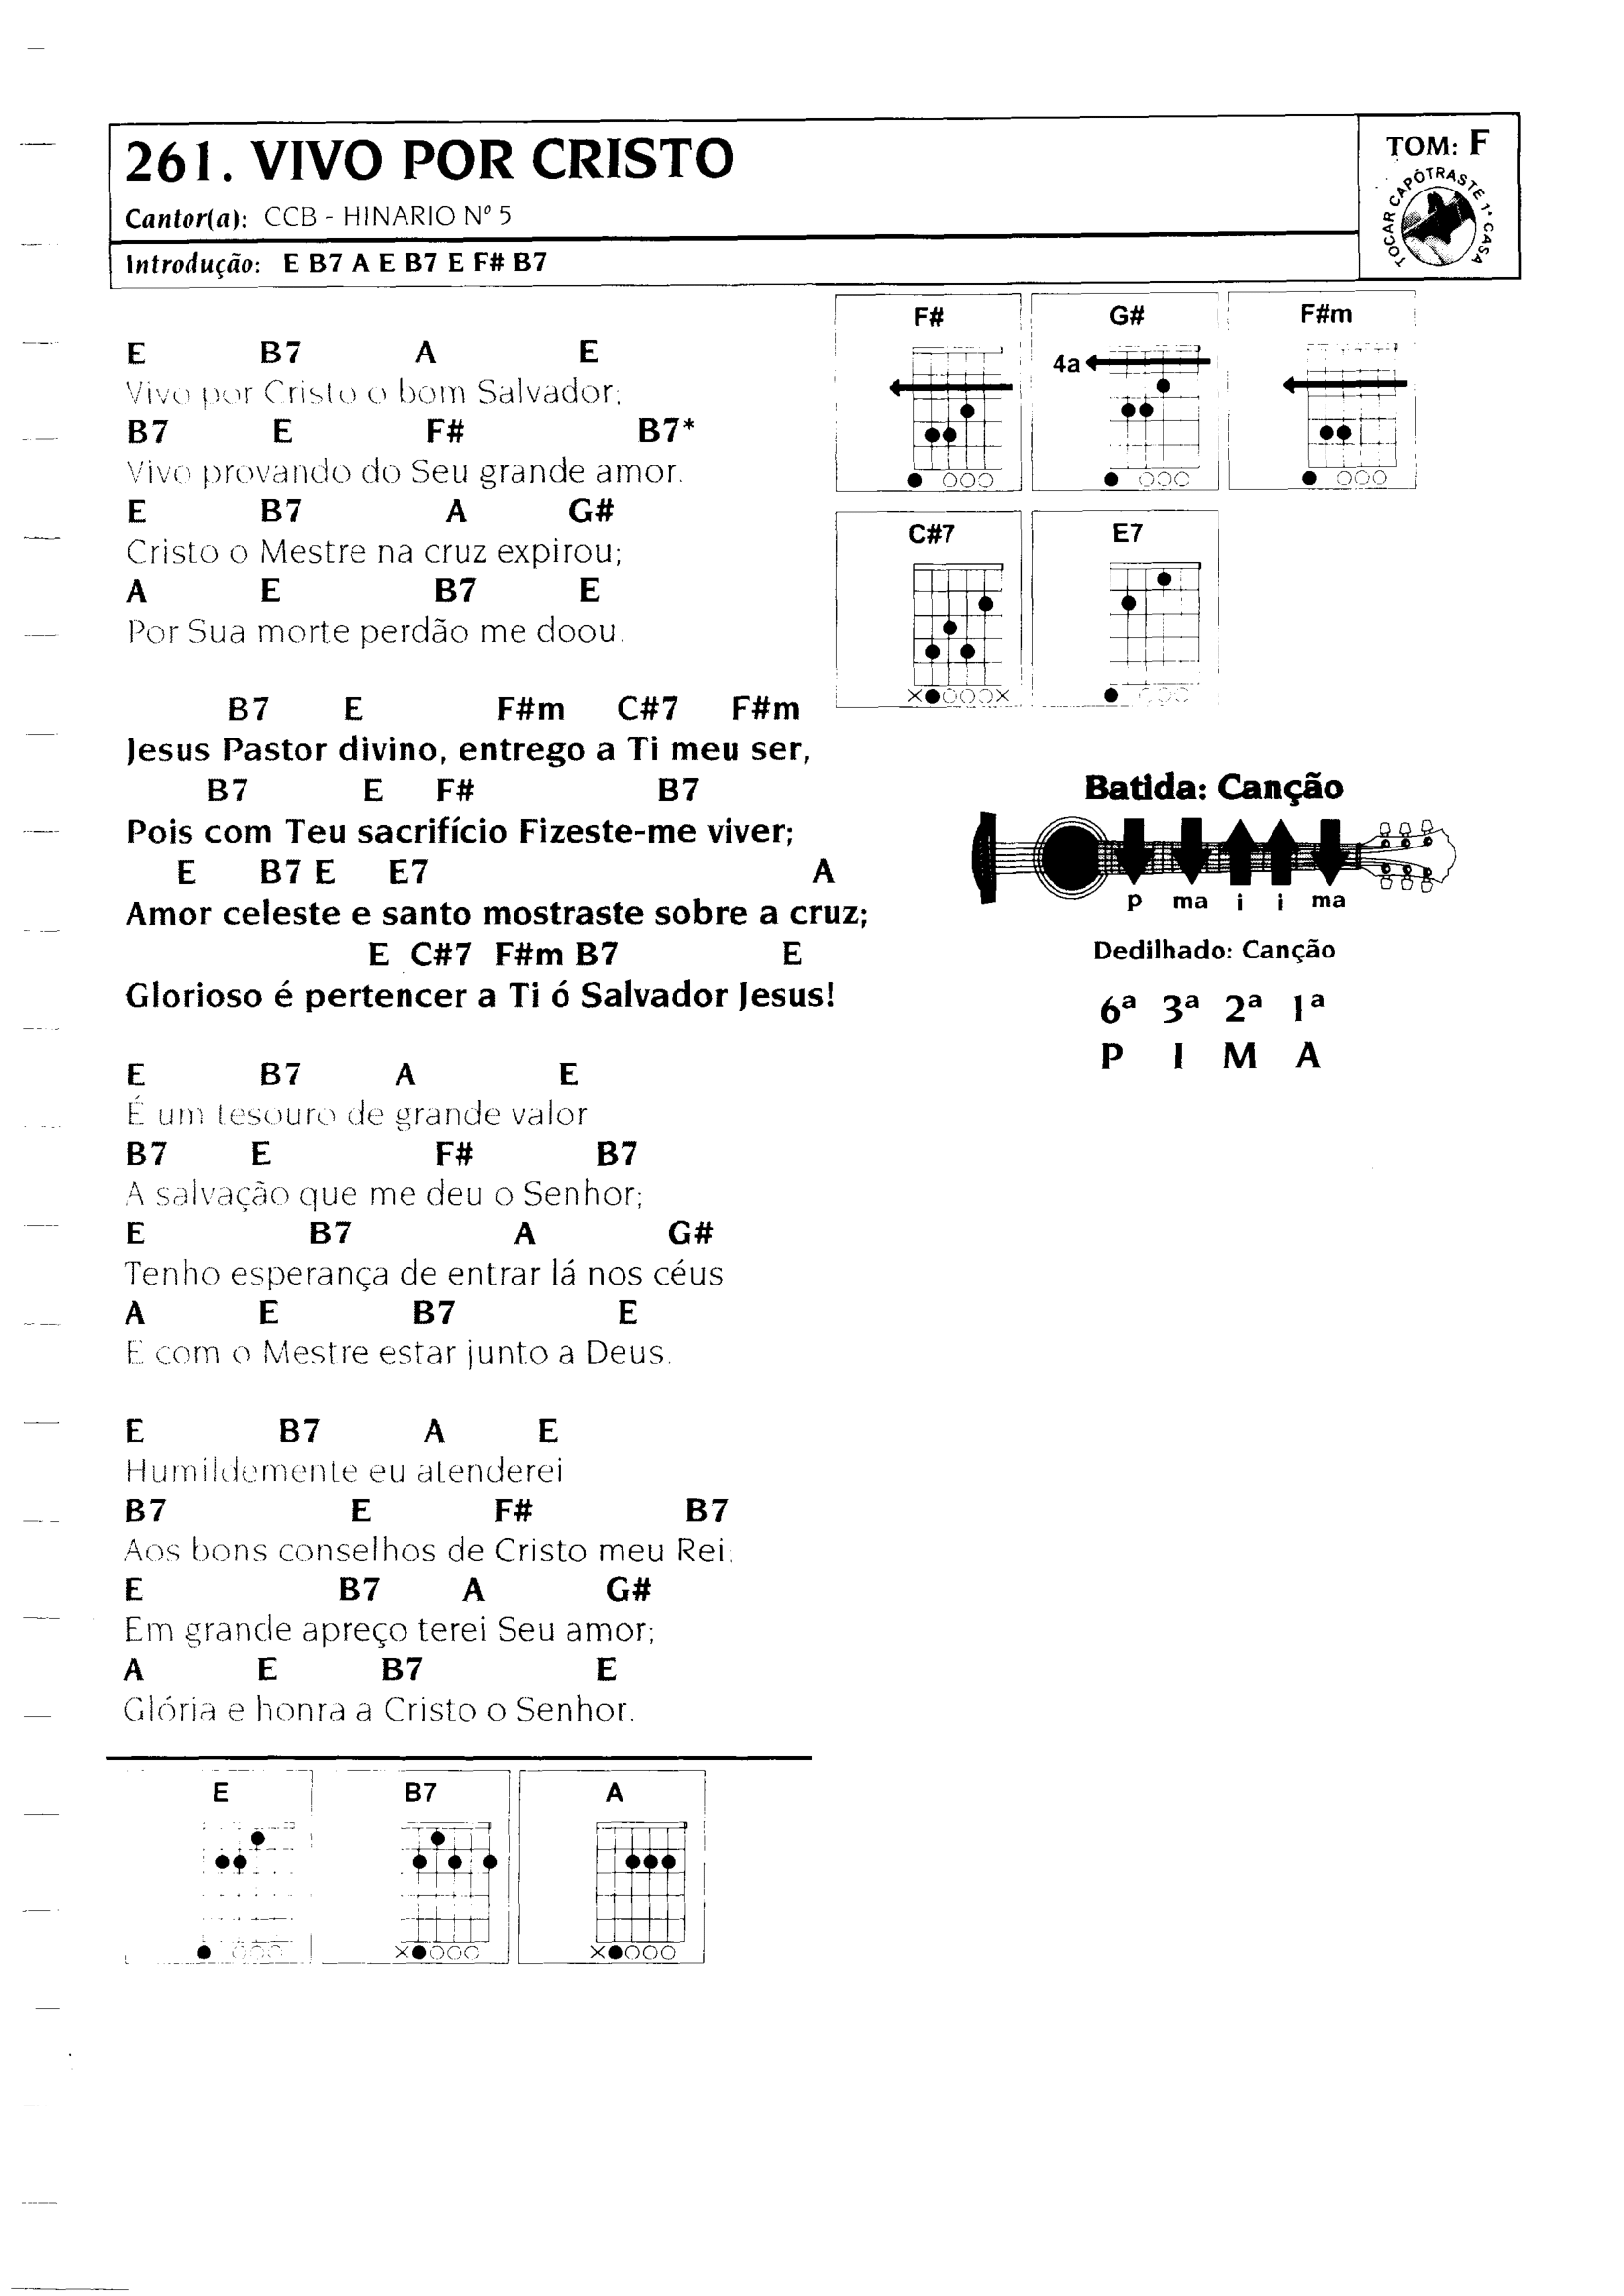 261. VIVO POR CRISTO
Cantor(a): CCB - HINARIO Nº 5
Introdução: E B7 A E B7 E F# B7
TOM: F
TOCAR CAPÔTRASTE 1ª CASA
E B7 A E
Vivo por Cristo o bom Salvador;
B7 E F# B7*
Vivo provando do Seu grande amor.
E B7 A G#
Cristo o Mestre na cruz expirou;
A E B7 E
Por Sua morte perdão me doou.
B7 E F#m C#7 F#m
Jesus Pastor divino, entrego a Ti meu ser,
B7 E F# B7
Pois com Teu sacrifício Fizeste-me viver;
E B7 E E7 A
Amor celeste e santo mostraste sobre a cruz;
E C#7 F#m B7 E
Glorioso é pertencer a Ti ó Salvador Jesus!
E B7 A E
É um tesouro de grande valor
B7 E F# B7
A salvação que me deu o Senhor;
E B7 A G#
Tenho esperança de entrar lá nos céus
A E B7 E
E com o Mestre estar junto a Deus.
E B7 A E
Humildemente eu atenderei
B7 E F# B7
Aos bons conselhos de Cristo meu Rei;
E B7 A G#
Em grande apreço terei Seu amor;
A E B7 E
Glória e honra a Cristo o Senhor.
F# G# F#m
4a
C#7 E7
Batida: Canção
p ma i i ma
Dedilhado: Canção
6ª 3ª 2ª 1ª
P I M A
E B7 A